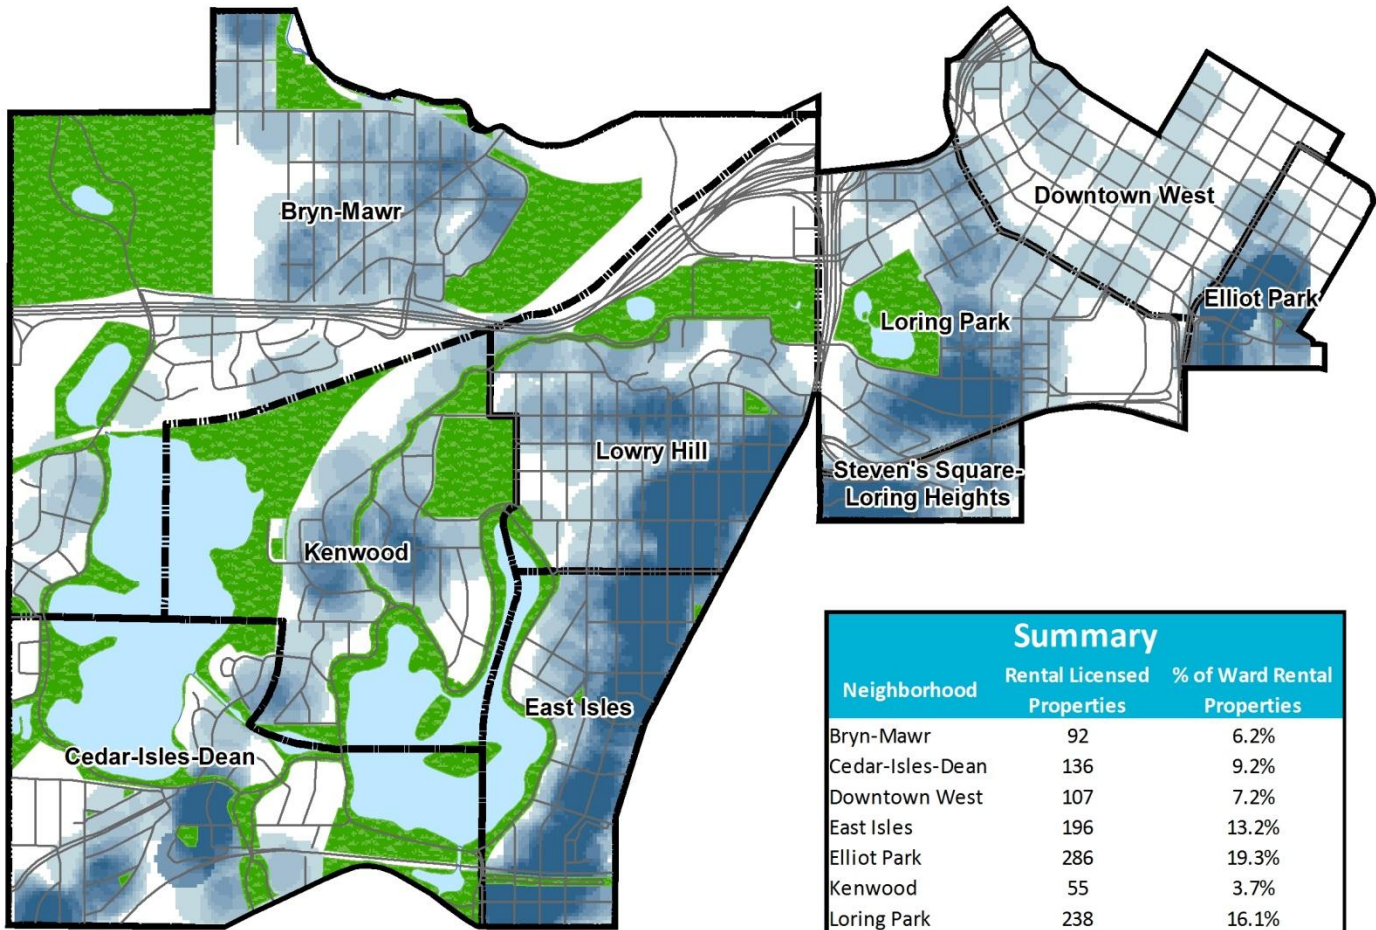 Bryn-Mawr
Downtown West
Elliot Park
Loring Park
Lowry Hill
Steven's Square-
Loring Heights
Kenwood
East Isles
Cedar-Isles-Dean
Summary
Neighborhood Rental Licensed Properties % of Ward Rental Properties
Bryn-Mawr 92 6.2%
Cedar-Isles-Dean 136 9.2%
Downtown West 107 7.2%
East Isles 196 13.2%
Elliot Park 286 19.3%
Kenwood 55 3.7%
Loring Park 238 16.1%